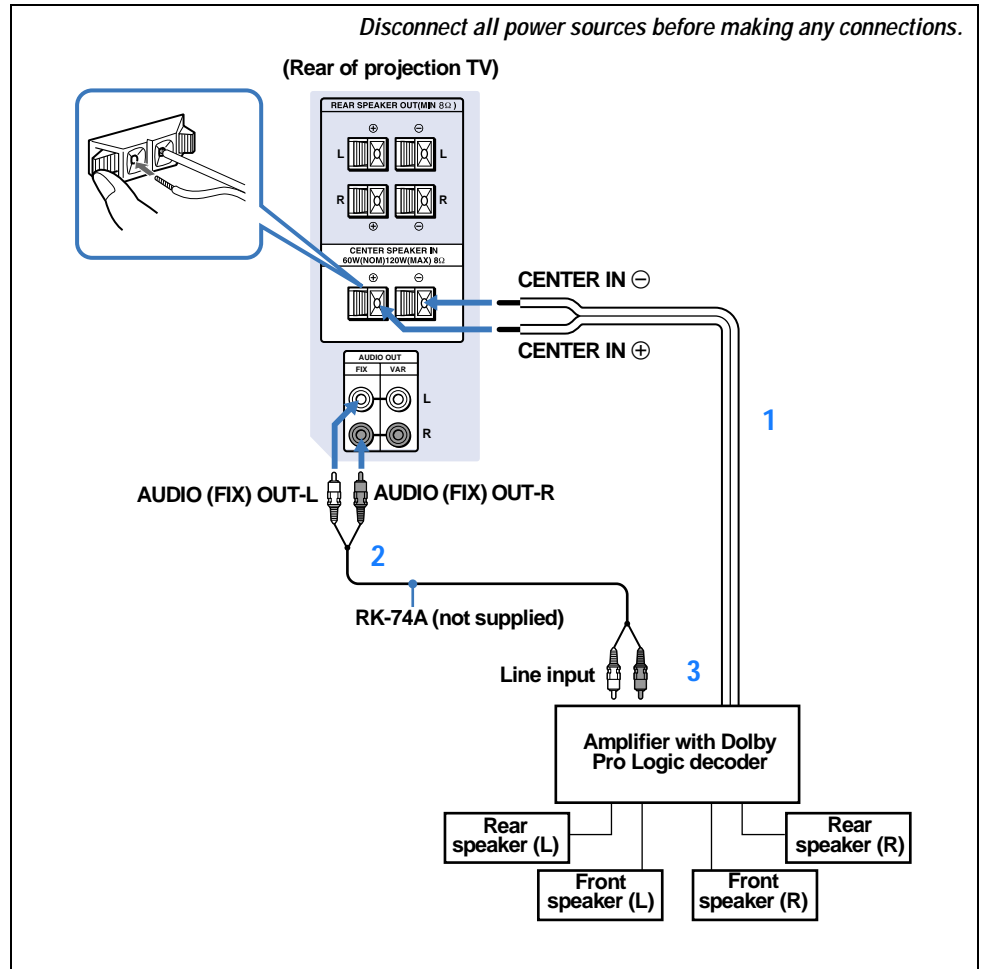 Disconnect all power sources before making any connections.
(Rear of projection TV)
REAR SPEAKER OUT(MIN 8Ω)
⊕ ⊖
L L
R R
⊕ ⊖
CENTER SPEAKER IN
60W(NOM)120W(MAX) 8Ω
⊕ ⊖
CENTER IN ⊖
CENTER IN ⊕
AUDIO OUT
FIX VAR
L
R
1
AUDIO (FIX) OUT-L
AUDIO (FIX) OUT-R
2
RK-74A (not supplied)
Line input
3
Amplifier with Dolby
Pro Logic decoder
Rear
speaker (L)
Rear
speaker (R)
Front
speaker (L)
Front
speaker (R)